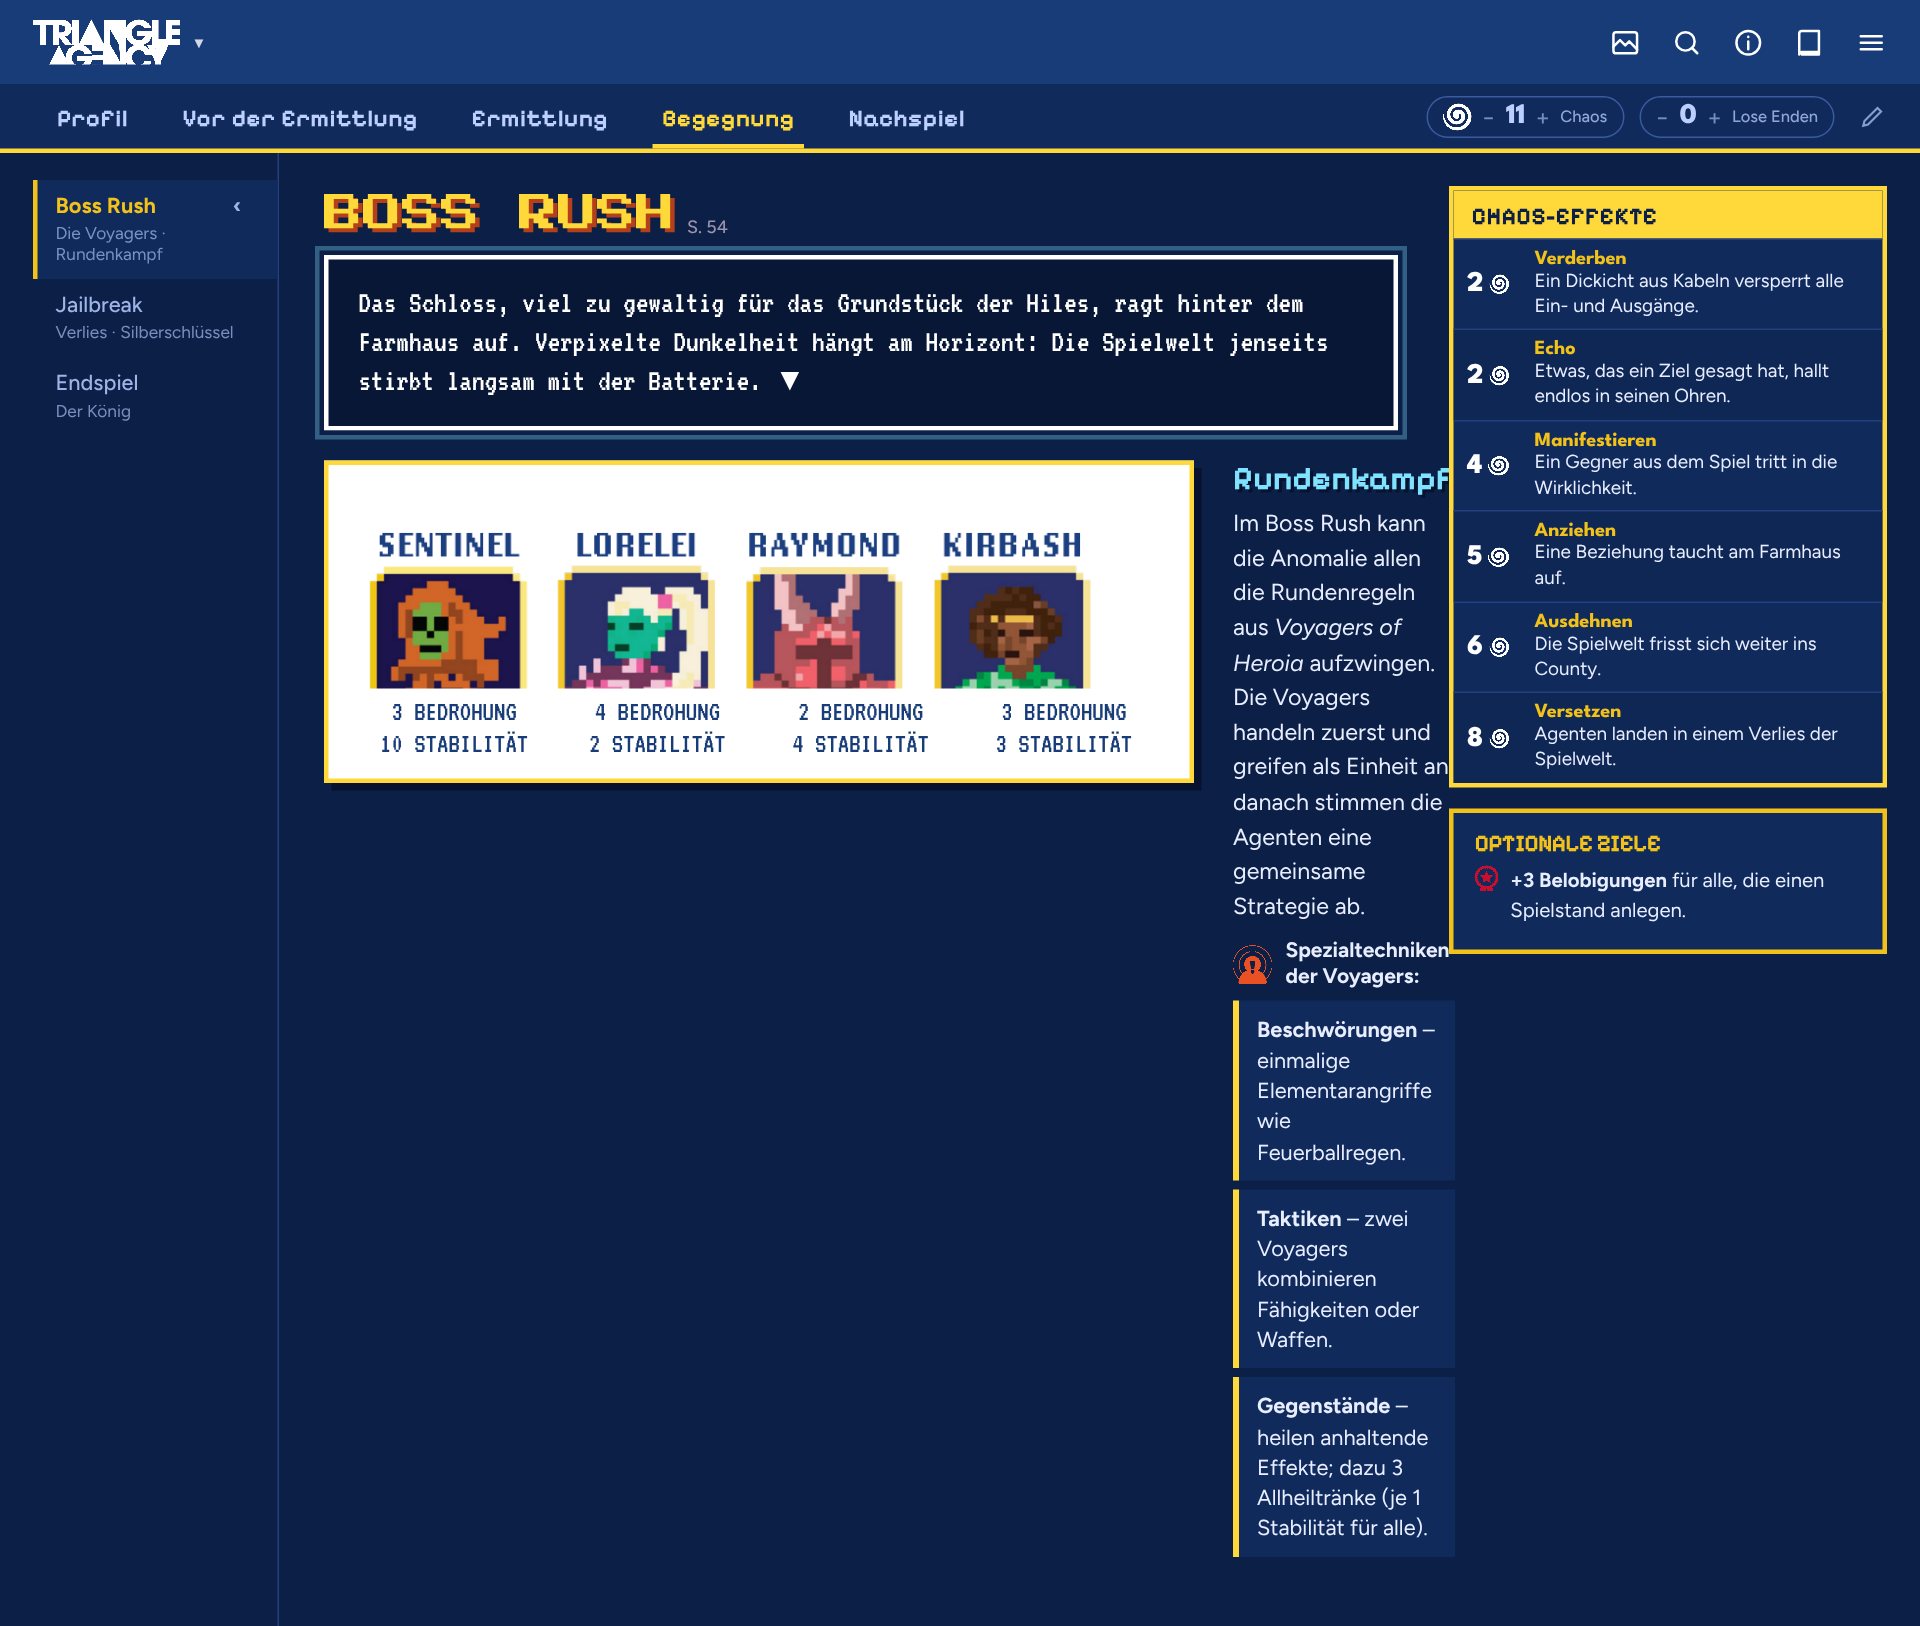 TRIANGLE
AGENCY
▼
Profil
Vor der Ermittlung
Ermittlung
Begegnung
Nachspiel
– 11 + Chaos
– 0 + Lose Enden
Boss Rush
‹
Die Voyagers ·
Rundenkampf
Jailbreak
Verlies · Silberschlüssel
Endspiel
Der König
BOSS RUSH
S. 54
Das Schloss, viel zu gewaltig für das Grundstück der Hiles, ragt hinter dem
Farmhaus auf. Verpixelte Dunkelheit hängt am Horizont: Die Spielwelt jenseits
stirbt langsam mit der Batterie. ▼
SENTINEL LORELEI RAYMOND KIRBASH
3 BEDROHUNG 4 BEDROHUNG 2 BEDROHUNG 3 BEDROHUNG
10 STABILITÄT 2 STABILITÄT 4 STABILITÄT 3 STABILITÄT
Rundenkampf
Im Boss Rush kann
die Anomalie allen
die Rundenregeln
aus Voyagers of
Heroia aufzwingen.
Die Voyagers
handeln zuerst und
greifen als Einheit an
danach stimmen die
Agenten eine
gemeinsame
Strategie ab.
Spezialtechniken
der Voyagers:
Beschwörungen –
einmalige
Elementarangriffe
wie
Feuerballregen.
Taktiken – zwei
Voyagers
kombinieren
Fähigkeiten oder
Waffen.
Gegenstände –
heilen anhaltende
Effekte; dazu 3
Allheiltränke (je 1
Stabilität für alle).
CHAOS-EFFEKTE
2
Verderben
Ein Dickicht aus Kabeln versperrt alle
Ein- und Ausgänge.
2
Echo
Etwas, das ein Ziel gesagt hat, hallt
endlos in seinen Ohren.
4
Manifestieren
Ein Gegner aus dem Spiel tritt in die
Wirklichkeit.
5
Anziehen
Eine Beziehung taucht am Farmhaus
auf.
6
Ausdehnen
Die Spielwelt frisst sich weiter ins
County.
8
Versetzen
Agenten landen in einem Verlies der
Spielwelt.
OPTIONALE ZIELE
+3 Belobigungen für alle, die einen
Spielstand anlegen.